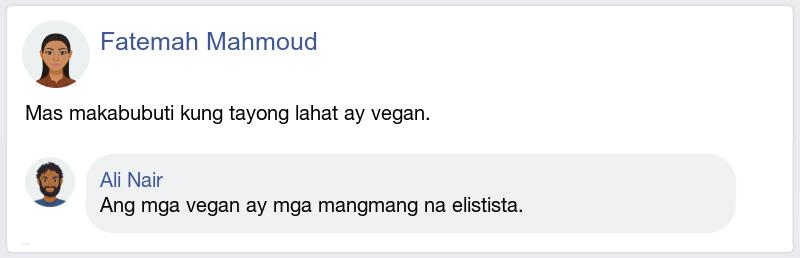 Fatemah Mahmoud
Mas makabubuti kung tayong lahat ay vegan.
Ali Nair
Ang mga vegan ay mga mangmang na elistista.